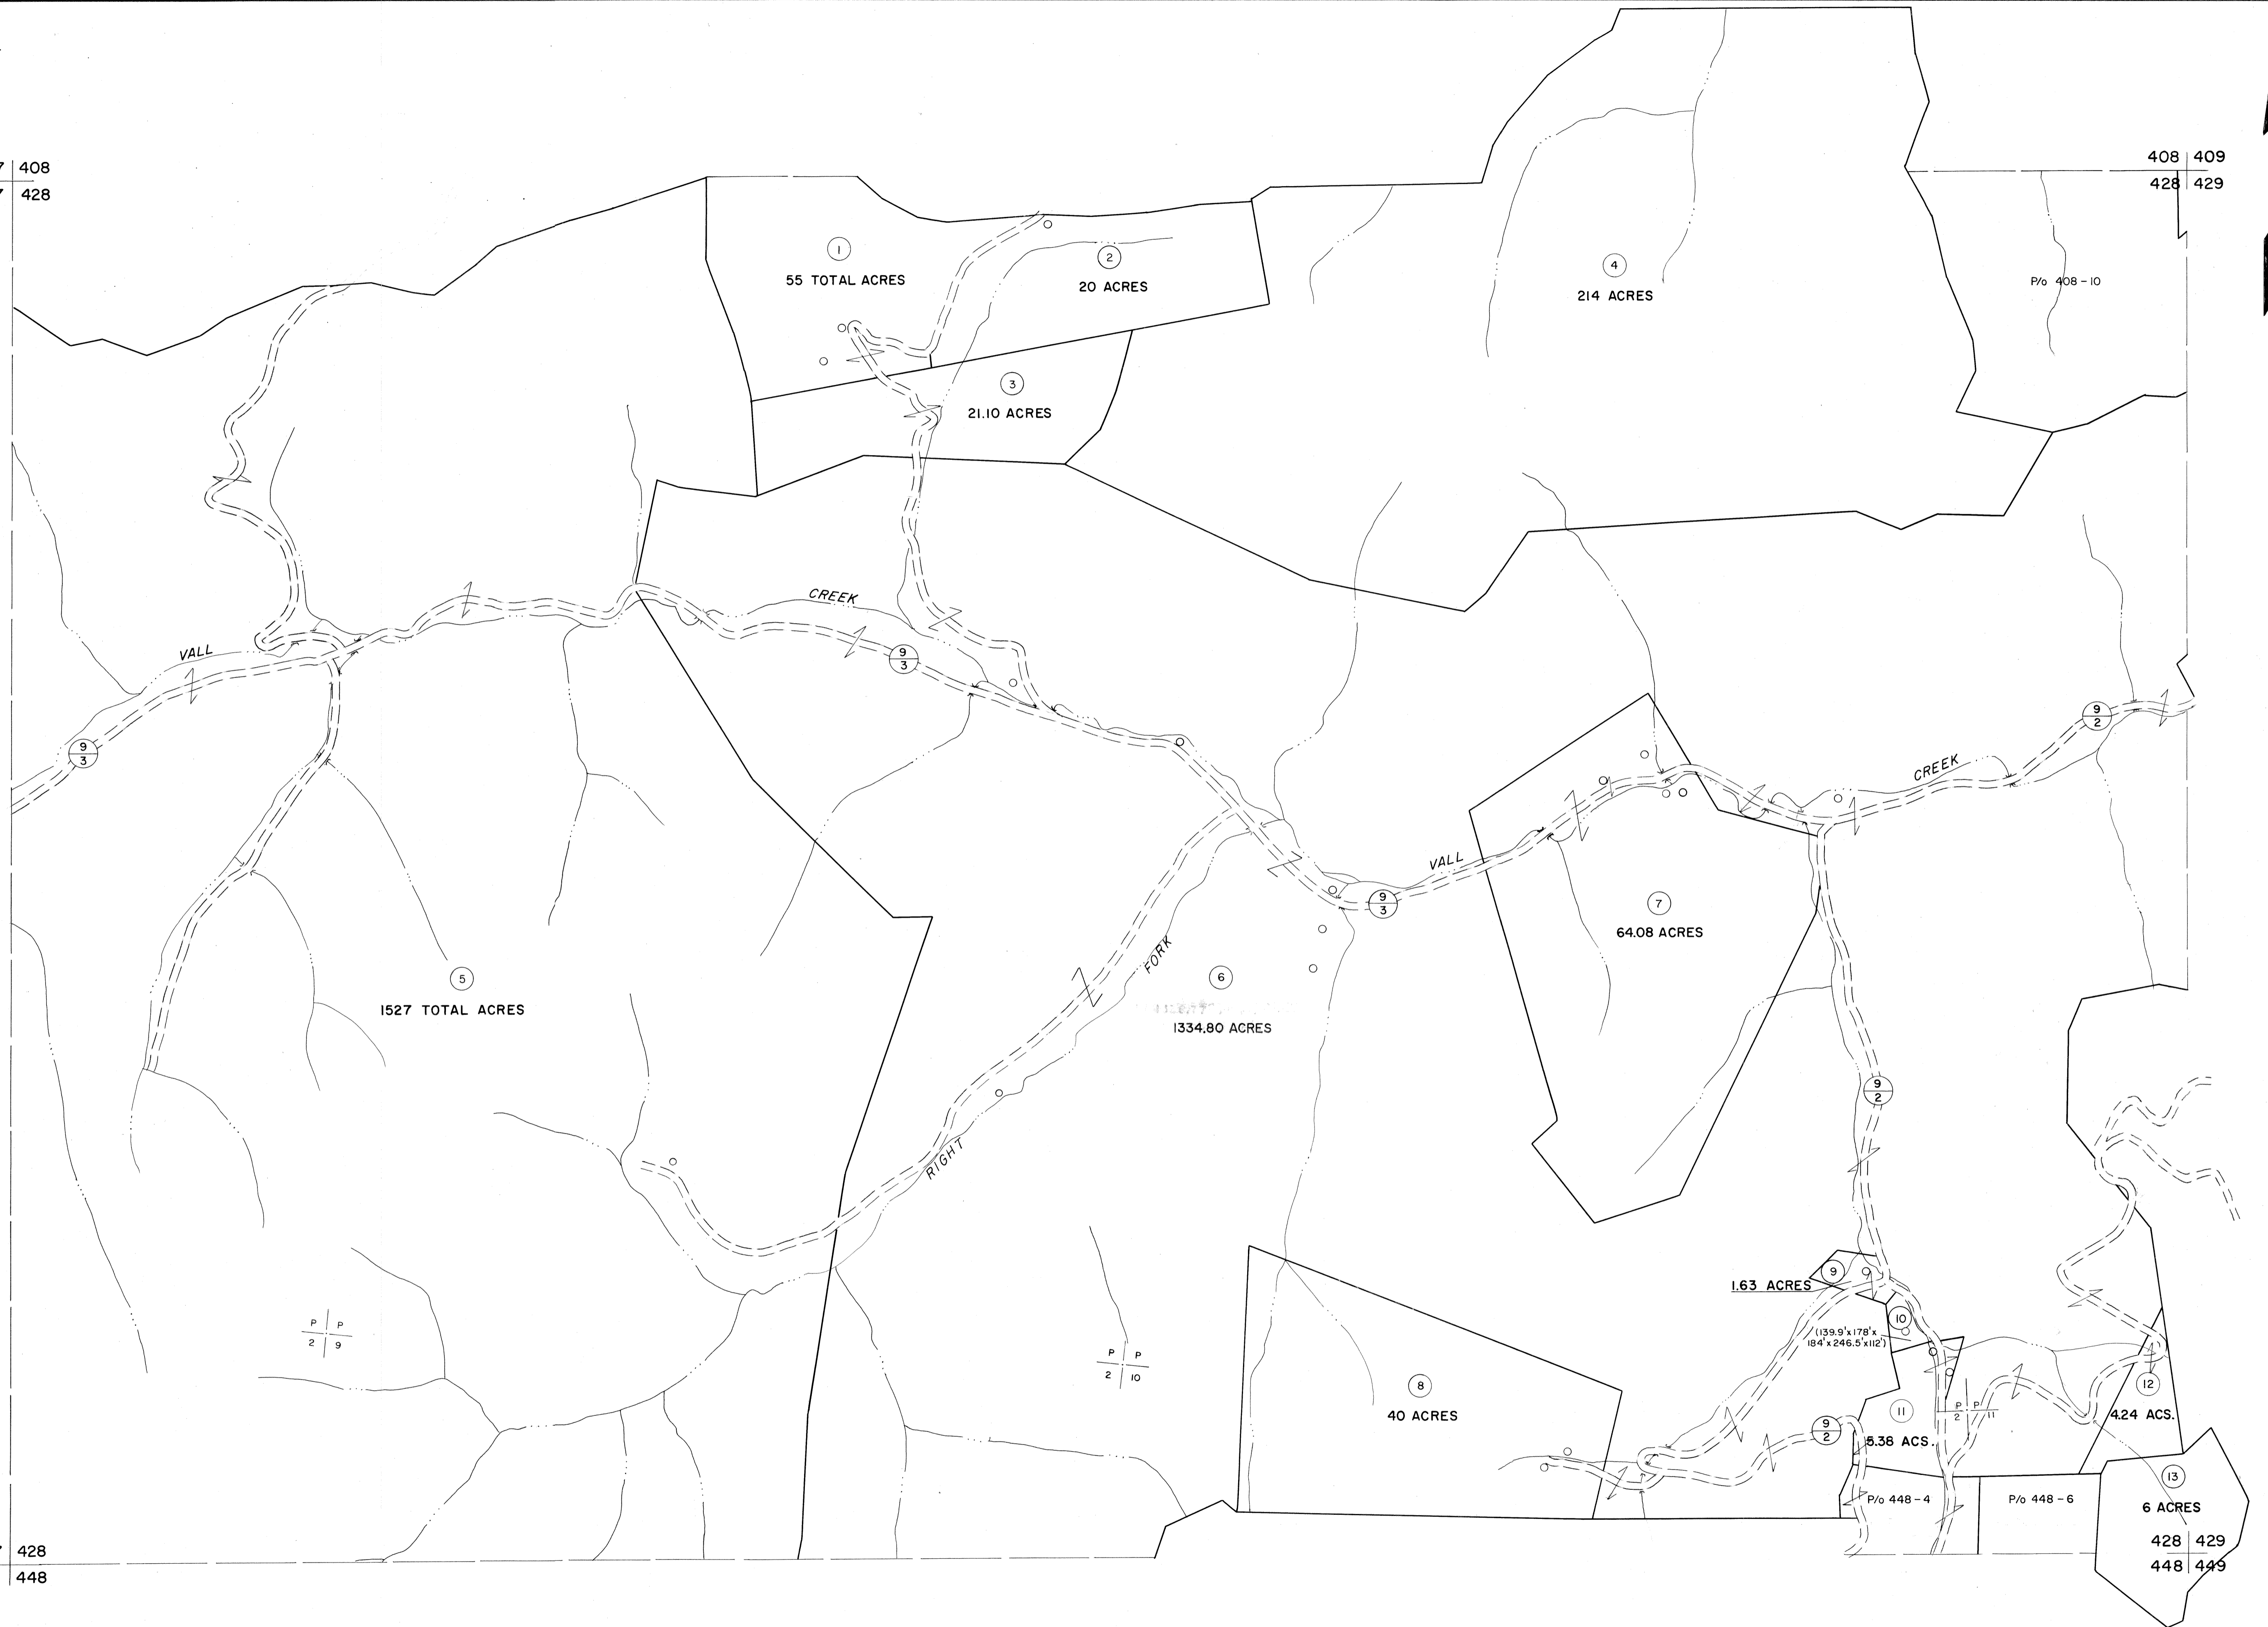 408
428
408 409
428 429
1
55 TOTAL ACRES
2
20 ACRES
3
21.10 ACRES
4
214 ACRES
P/o 408-10
VALL
CREEK
9
3
9
3
9
2
CREEK
VALL
9
3
7
64.08 ACRES
5
1527 TOTAL ACRES
FORK
6
1334.80 ACRES
RIGHT
9
2
1.63 ACRES
9
10
(139.9'x178'x
184'x246.5'x112')
P P
2 9
P P
2 10
8
40 ACRES
9
2
11
5.38 ACS.
P P
2 11
12
4.24 ACS.
13
6 ACRES
P/o 448-4
P/o 448-6
428
448
428 429
448 449